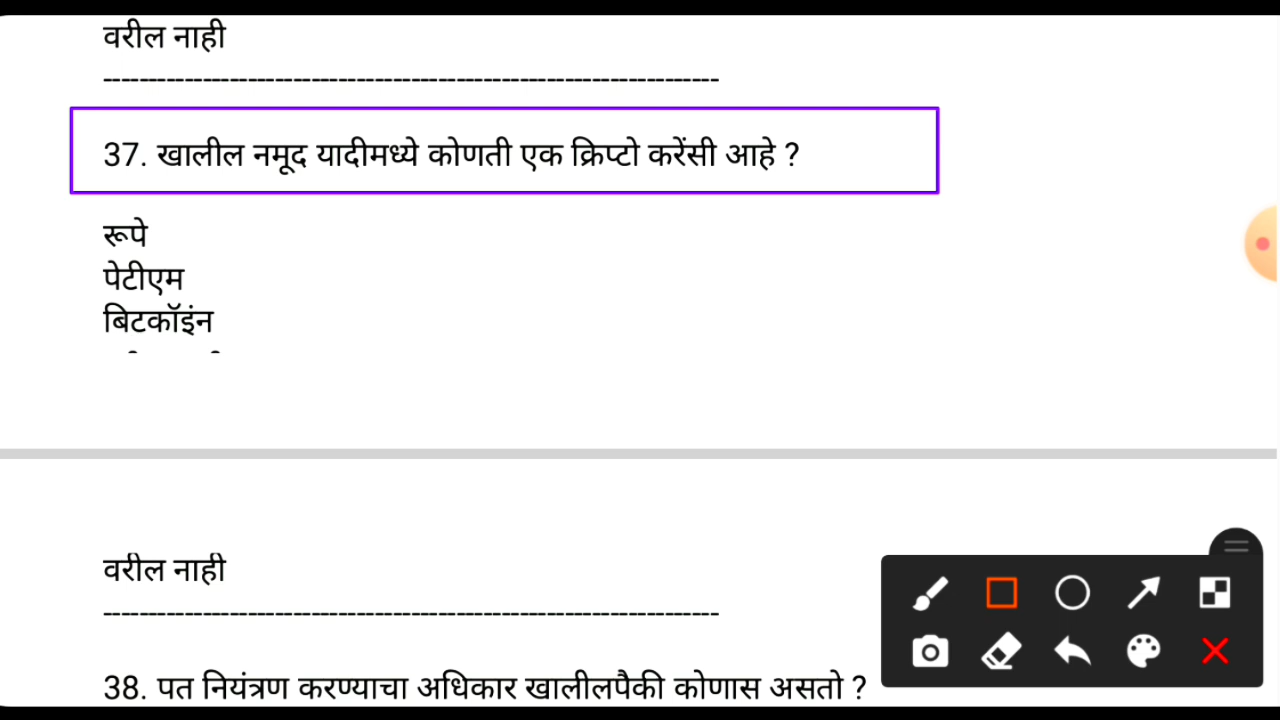 वरील नाही
--------------------------------------------------------------------
37. खालील नमूद यादीमध्ये कोणती एक क्रिप्टो करेंसी आहे ?
रूपे
पेटीएम
बिटकॉइंन
वरील नाही
--------------------------------------------------------------------
38. पत नियंत्रण करण्याचा अधिकार खालीलपैकी कोणास असतो ?